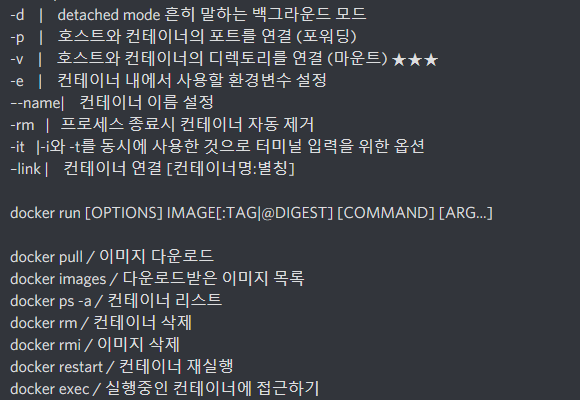 -d | detached mode 흔히 말하는 백그라운드 모드
-p | 호스트와 컨테이너의 포트를 연결 (포워딩)
-v | 호스트와 컨테이너의 디렉토리를 연결 (마운트) ★★★
-e | 컨테이너 내에서 사용할 환경변수 설정
--name| 컨테이너 이름 설정
-rm | 프로세스 종료시 컨테이너 자동 제거
-it |-i와 -t를 동시에 사용한 것으로 터미널 입력을 위한 옵션
–link | 컨테이너 연결 [컨테이너명:별칭]
docker run [OPTIONS] IMAGE[:TAG|@DIGEST] [COMMAND] [ARG...]
docker pull / 이미지 다운로드
docker images / 다운로드받은 이미지 목록
docker ps -a / 컨테이너 리스트
docker rm / 컨테이너 삭제
docker rmi / 이미지 삭제
docker restart / 컨테이너 재실행
docker exec / 실행중인 컨테이너에 접근하기